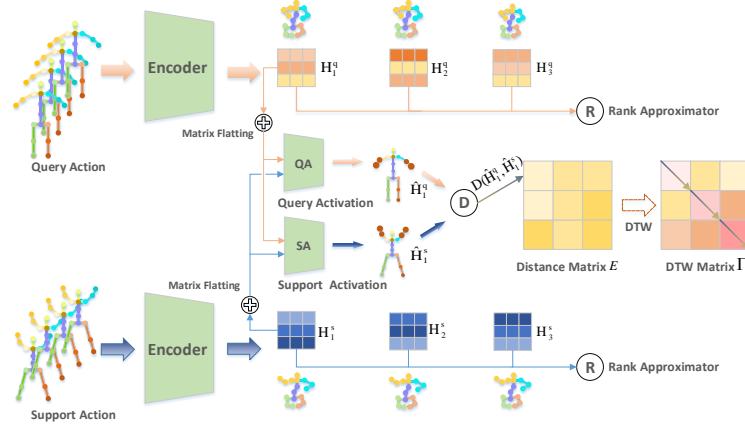 Encoder
H₁^q
H₂^q
H₃^q
R
Rank Approximator
Matrix Flatting
Query Action
QA
Query Activation
Ĥ₁^q
D
D(Ĥ₁^q, Ĥ₁^s)
SA
Support Activation
Ĥ₁^s
DTW
Distance Matrix E
DTW Matrix Γ
Matrix Flatting
Encoder
H₁^s
H₂^s
H₃^s
R
Rank Approximator
Support Action